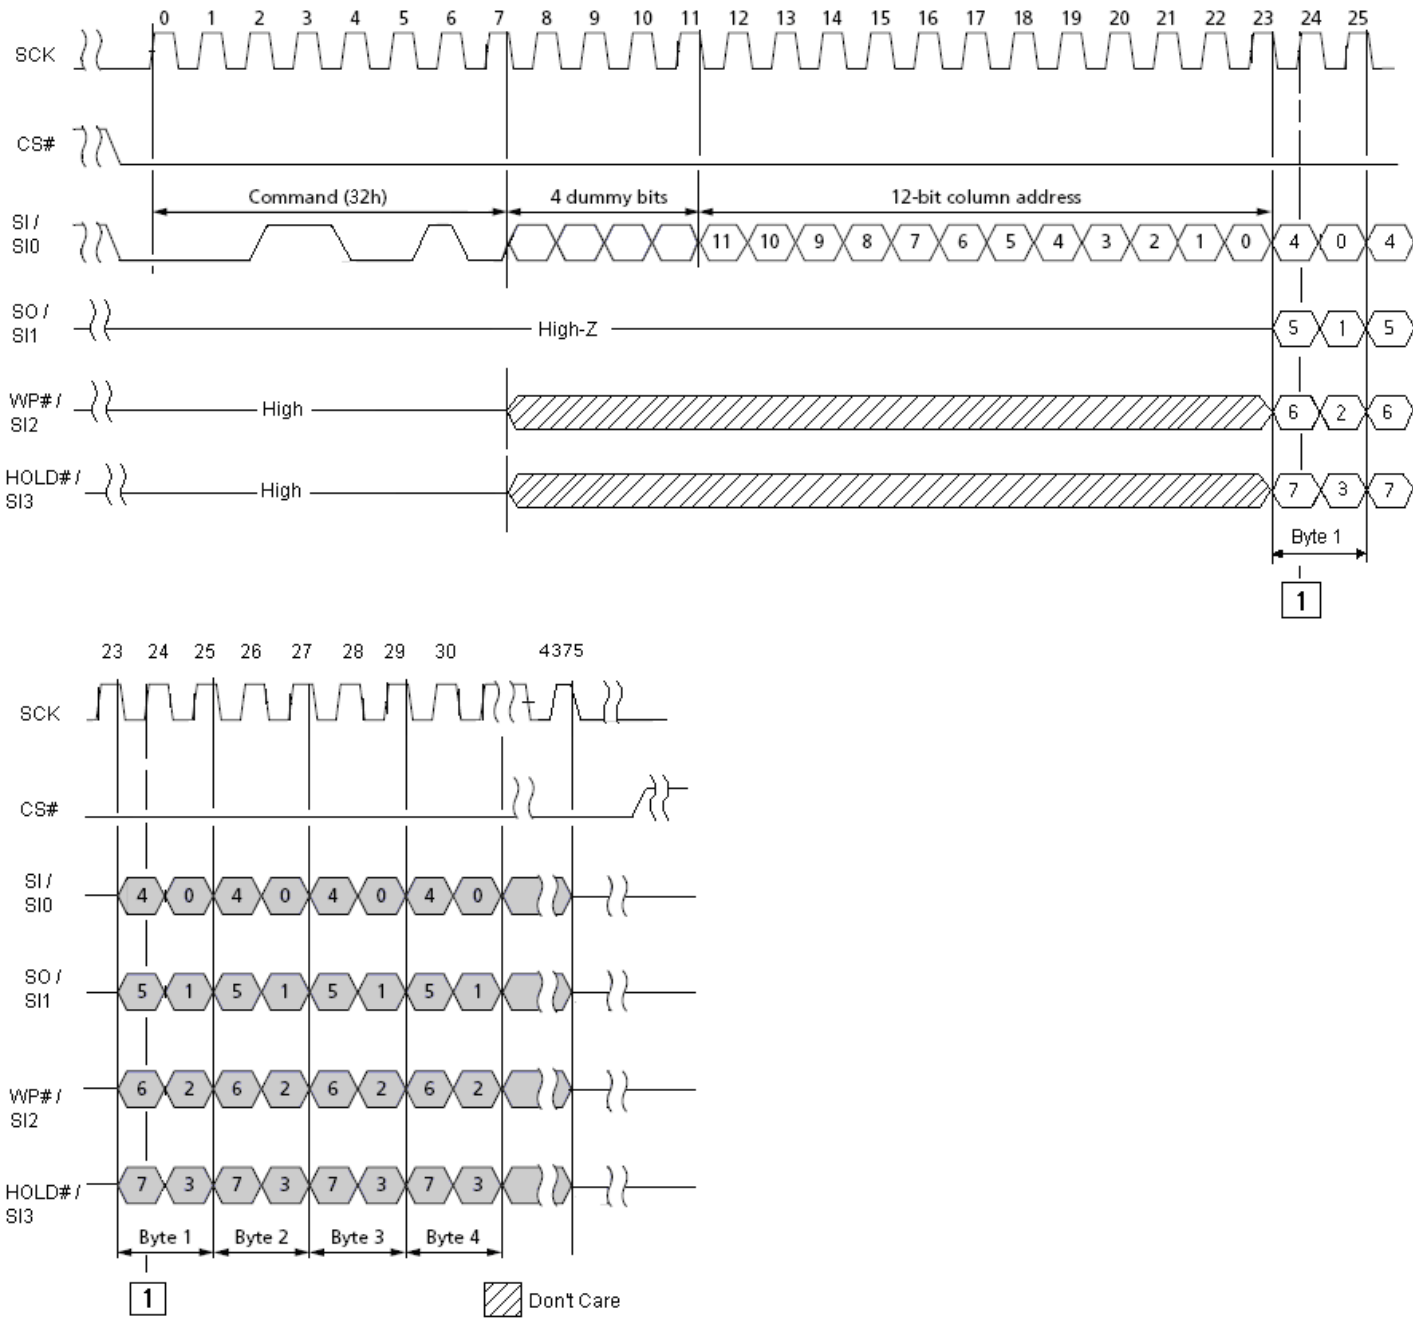 0 1 2 3 4 5 6 7 8 9 10 11 12 13 14 15 16 17 18 19 20 21 22 23 24 25
SCK
CS#
Command (32h) 4 dummy bits 12-bit column address
SI /
SI0
11 10 9 8 7 6 5 4 3 2 1 0 4 0 4
SO /
SI1
High-Z
5 1 5
WP# /
SI2
High
6 2 6
HOLD# /
SI3
High
7 3 7
Byte 1
1
23 24 25 26 27 28 29 30 4375
SCK
CS#
SI /
SI0
4 0 4 0 4 0 4 0
SO /
SI1
5 1 5 1 5 1 5 1
WP# /
SI2
6 2 6 2 6 2 6 2
HOLD# /
SI3
7 3 7 3 7 3 7 3
Byte 1 Byte 2 Byte 3 Byte 4
1
Don't Care